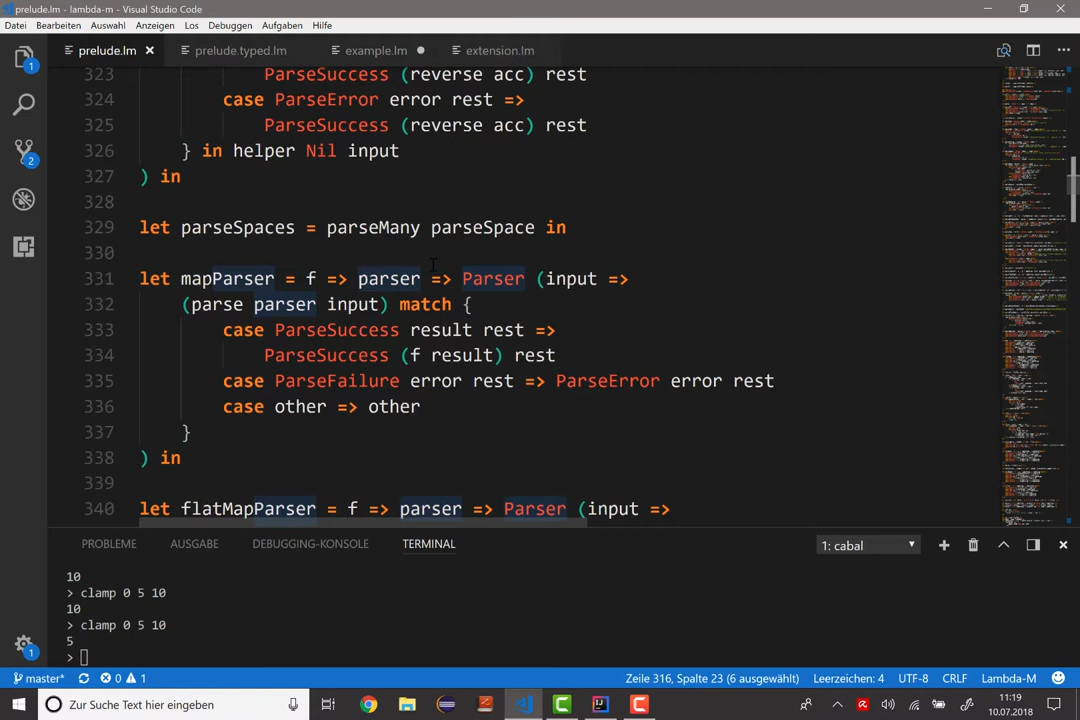 prelude.lm - lambda-m - Visual Studio Code
Datei Bearbeiten Auswahl Anzeigen Los Debuggen Aufgaben Hilfe
prelude.lm prelude.typed.lm example.lm extension.lm
323 ParseSuccess (reverse acc) rest
324 case ParseError error rest =>
325 ParseSuccess (reverse acc) rest
326 } in helper Nil input
327 ) in
328
329 let parseSpaces = parseMany parseSpace in
330
331 let mapParser = f => parser => Parser (input =>
332 (parse parser input) match {
333 case ParseSuccess result rest =>
334 ParseSuccess (f result) rest
335 case ParseFailure error rest => ParseError error rest
336 case other => other
337 }
338 ) in
339
340 let flatMapParser = f => parser => Parser (input =>
PROBLEME AUSGABE DEBUGGING-KONSOLE TERMINAL 1: cabal
10
> clamp 0 5 10
10
> clamp 0 5 10
5
>
master* 0 1 Zeile 316, Spalte 23 (6 ausgewählt) Leerzeichen: 4 UTF-8 CRLF Lambda-M
Zur Suche Text hier eingeben
11:19
10.07.2018